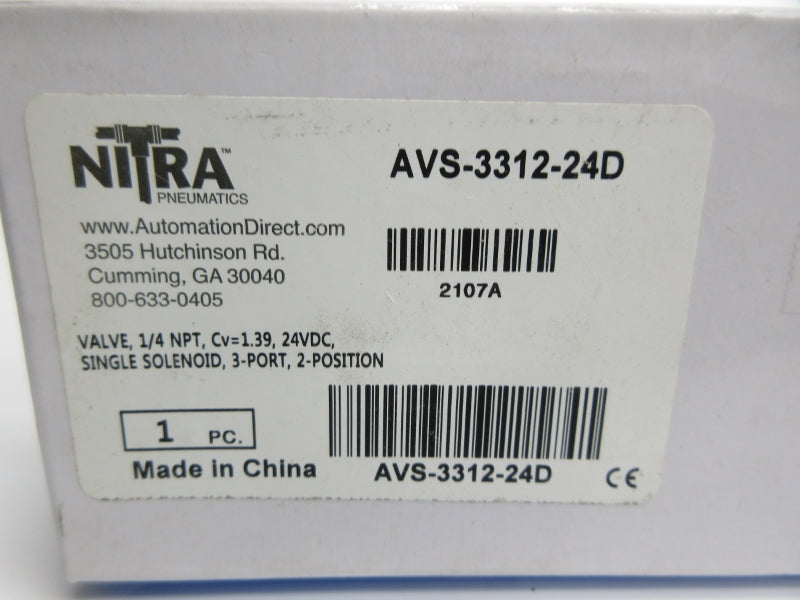 NITRA™
PNEUMATICS
www.AutomationDirect.com
3505 Hutchinson Rd.
Cumming, GA 30040
800-633-0405
AVS-3312-24D
2107A
VALVE, 1/4 NPT, Cv=1.39, 24VDC,
SINGLE SOLENOID, 3-PORT, 2-POSITION
1 PC.
Made in China
AVS-3312-24D
CE